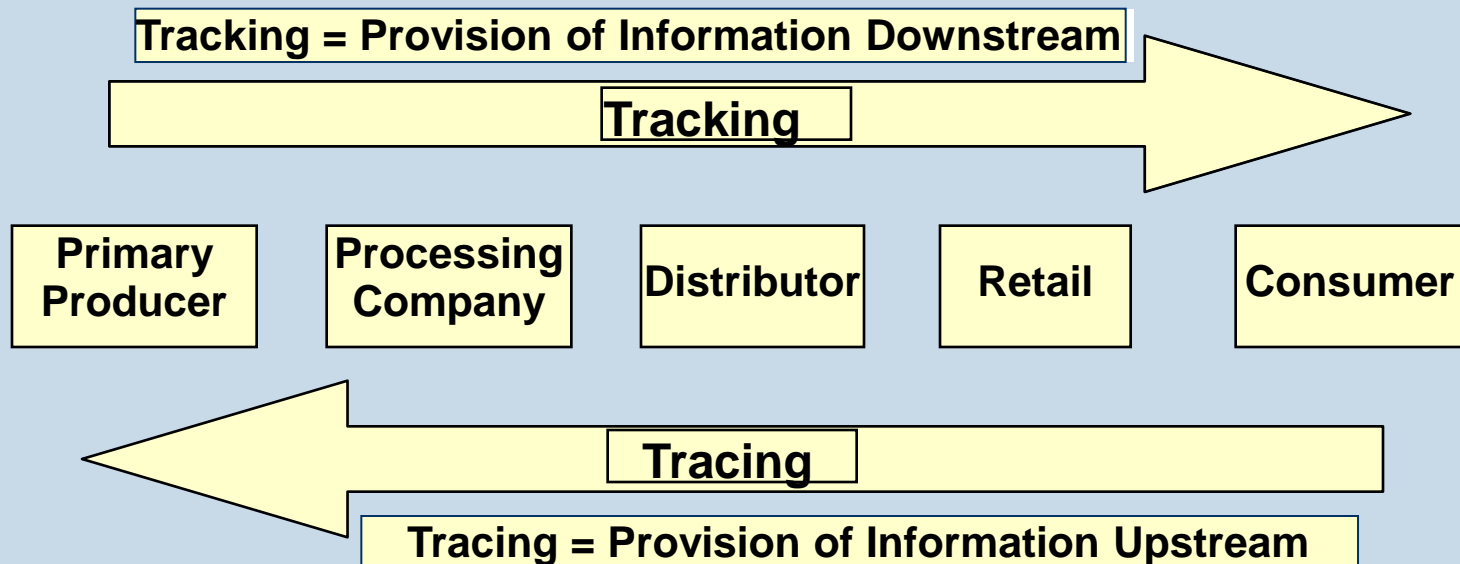 Tracking = Provision of Information Downstream
Tracking
Primary
Producer
Processing
Company
Distributor
Retail
Consumer
Tracing
Tracing = Provision of Information Upstream